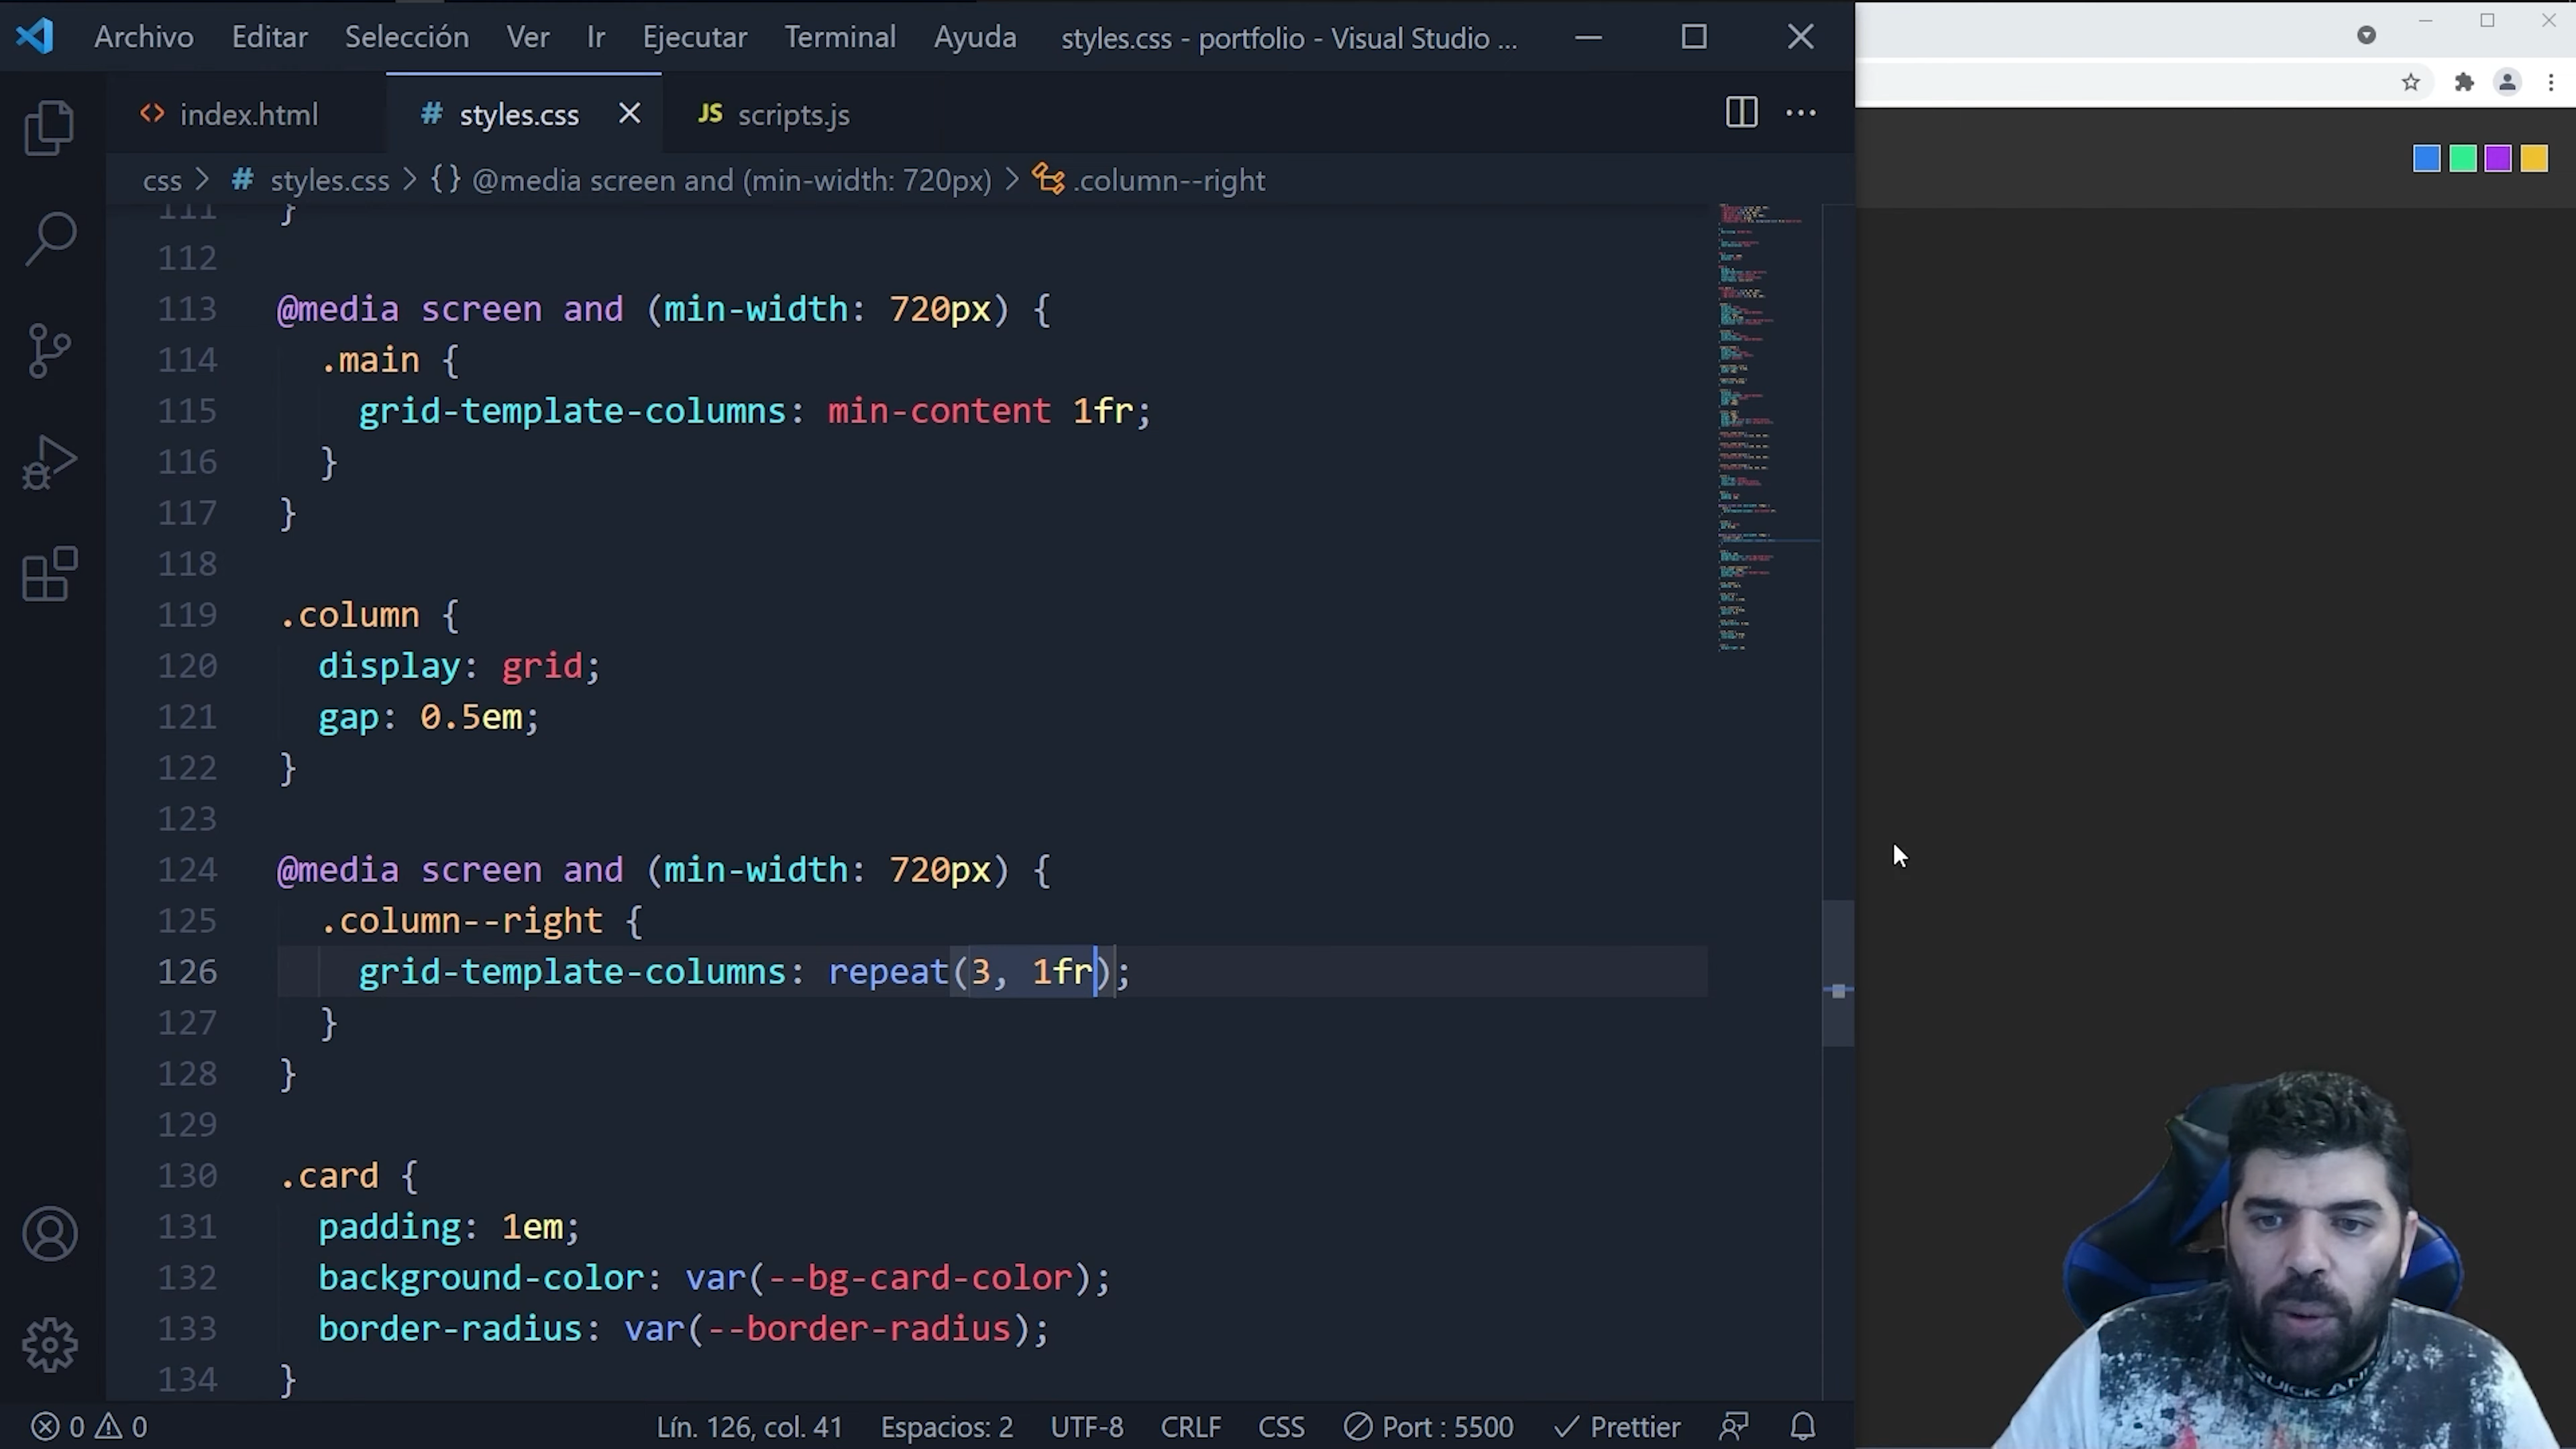 Archivo Editar Selección Ver Ir Ejecutar Terminal Ayuda styles.css - portfolio - Visual Studio ...
index.html # styles.css JS scripts.js ...
css > # styles.css > {} @media screen and (min-width: 720px) > .column--right
111 }
112
113 @media screen and (min-width: 720px) {
114 .main {
115 grid-template-columns: min-content 1fr;
116 }
117 }
118
119 .column {
120 display: grid;
121 gap: 0.5em;
122 }
123
124 @media screen and (min-width: 720px) {
125 .column--right {
126 grid-template-columns: repeat(3, 1fr);
127 }
128 }
129
130 .card {
131 padding: 1em;
132 background-color: var(--bg-card-color);
133 border-radius: var(--border-radius);
134 }
0 0 Lín. 126, col. 41 Espacios: 2 UTF-8 CRLF CSS Port : 5500 Prettier